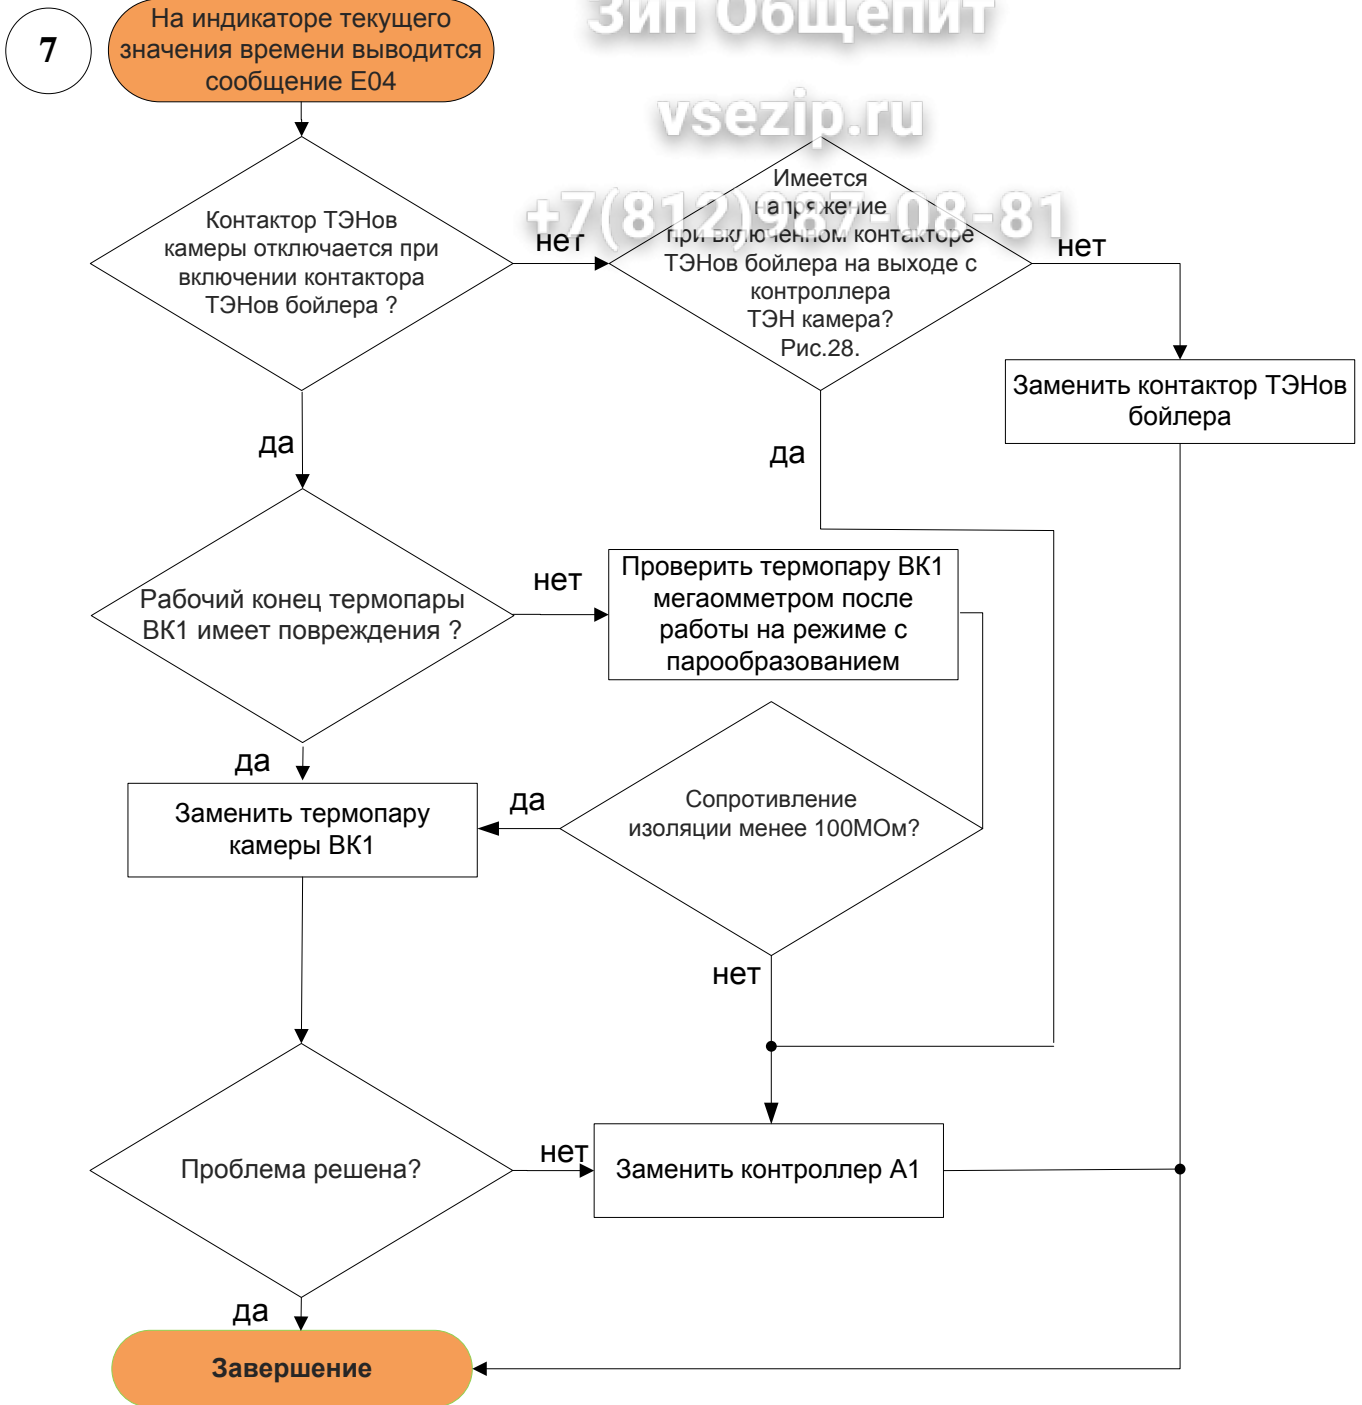 7
На индикаторе текущего
значения времени выводится
сообщение Е04
Зип Общепит
vsezip.ru
+7(812)987-08-81
Контактор ТЭНов
камеры отключается при
включении контактора
ТЭНов бойлера ?
нет
Имеется
напряжение
при включенном контакторе
ТЭНов бойлера на выходе с
контроллера
ТЭН камера?
Рис.28.
нет
Заменить контактор ТЭНов
бойлера
да
да
Рабочий конец термопары
ВК1 имеет повреждения ?
нет
Проверить термопару ВК1
мегаомметром после
работы на режиме с
парообразованием
да
Заменить термопару
камеры ВК1
да
Сопротивление
изоляции менее 100МОм?
нет
Проблема решена?
нет
Заменить контроллер А1
да
Завершение